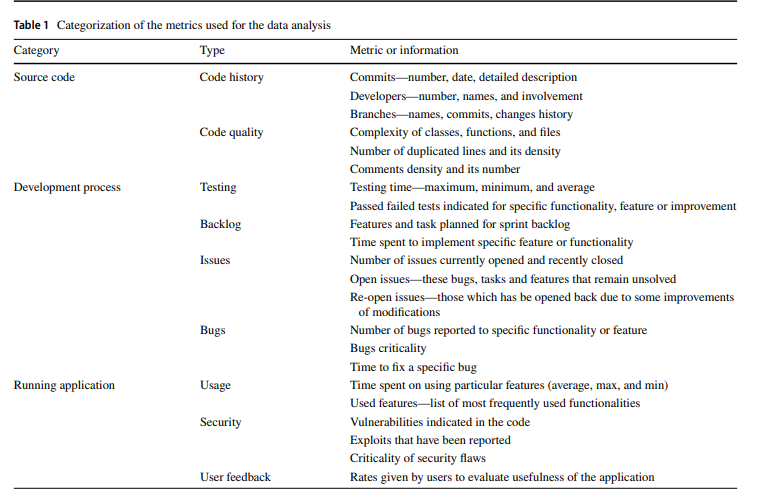 Table 1 Categorization of the metrics used for the data analysis
Category Type Metric or information
Source code Code history Commits—number, date, detailed description
Developers—number, names, and involvement
Branches—names, commits, changes history
Code quality Complexity of classes, functions, and files
Number of duplicated lines and its density
Comments density and its number
Development process Testing Testing time—maximum, minimum, and average
Passed failed tests indicated for specific functionality, feature or improvement
Backlog Features and task planned for sprint backlog
Time spent to implement specific feature or functionality
Issues Number of issues currently opened and recently closed
Open issues—these bugs, tasks and features that remain unsolved
Re-open issues—those which has be opened back due to some improvements
of modifications
Bugs Number of bugs reported to specific functionality or feature
Bugs criticality
Time to fix a specific bug
Running application Usage Time spent on using particular features (average, max, and min)
Used features—list of most frequently used functionalities
Security Vulnerabilities indicated in the code
Exploits that have been reported
Criticality of security flaws
User feedback Rates given by users to evaluate usefulness of the application